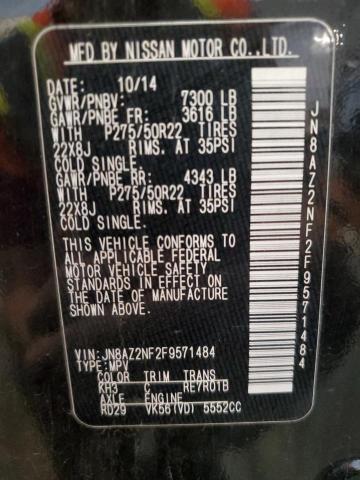 MFD BY NISSAN MOTOR CO.,LTD.
DATE: 10/14
GVWR/PNBV: 7300 LB
GAWR/PNBE FR: 3616 LB
WITH P275/50R22 TIRES
22X8J RIMS. AT 35PSI
COLD SINGLE.
GAWR/PNBE RR: 4343 LB
WITH P275/50R22 TIRES
22X8J RIMS. AT 35PSI
COLD SINGLE.
THIS VEHICLE CONFORMS TO
ALL APPLICABLE FEDERAL
MOTOR VEHICLE SAFETY
STANDARDS IN EFFECT ON
THE DATE OF MANUFACTURE
SHOWN ABOVE.
VIN:JN8AZ2NF2F9571484
TYPE:MPV
COLOR TRIM TRANS
KH3 C RE7R01B
AXLE ENGINE
RD29 VK56(VD) 5552CC
JN8AZ2NF2F9571484